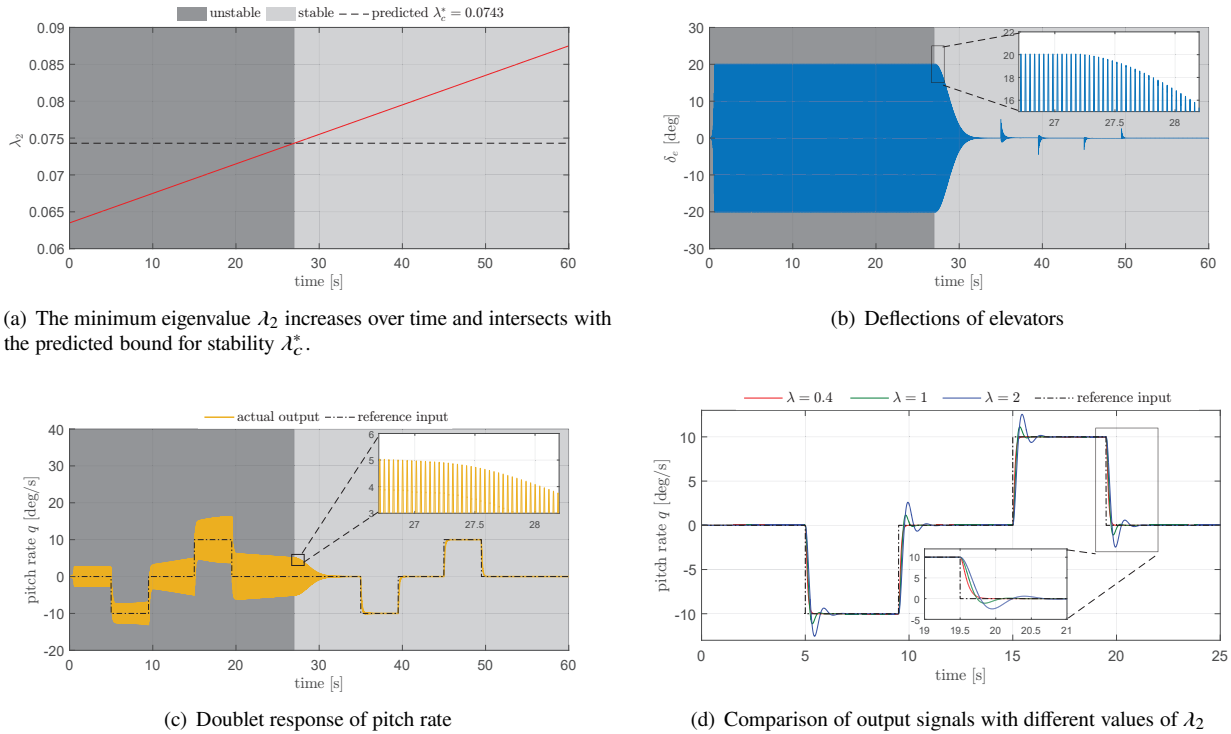 unstable stable predicted λ*c = 0.0743
0.09
0.085
0.08
0.075
0.07
0.065
0.06
λ2
0 10 20 30 40 50 60
time [s]
(a) The minimum eigenvalue λ2 increases over time and intersects with
the predicted bound for stability λ*c.
30
20
10
0
-10
-20
-30
δe [deg]
22
20
18
16
27 27.5 28
0 10 20 30 40 50 60
time [s]
(b) Deflections of elevators
actual output reference input
40
30
20
10
0
-10
-20
pitch rate q [deg/s]
6
5
4
3
27 27.5 28
0 10 20 30 40 50 60
time [s]
(c) Doublet response of pitch rate
λ = 0.4 λ = 1 λ = 2 reference input
10
5
0
-5
-10
pitch rate q [deg/s]
10
5
0
-5
19 19.5 20 20.5 21
0 5 10 15 20 25
time [s]
(d) Comparison of output signals with different values of λ2